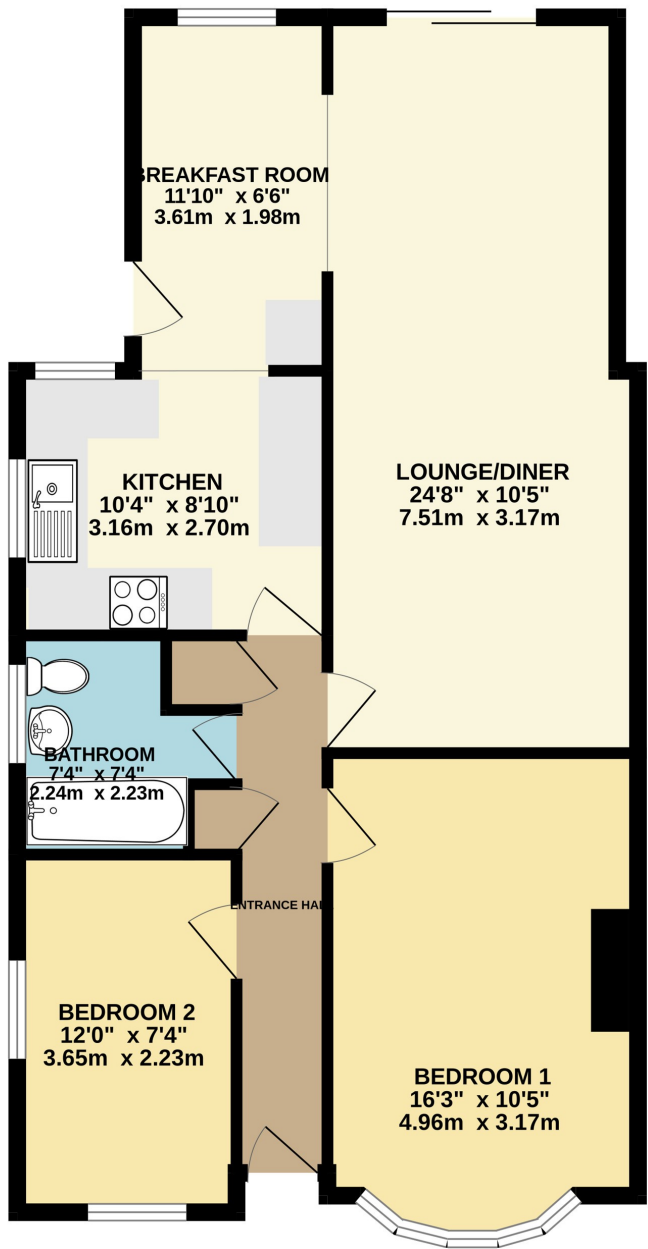 BREAKFAST ROOM
11'10" x 6'6"
3.61m x 1.98m
LOUNGE/DINER
24'8" x 10'5"
7.51m x 3.17m
KITCHEN
10'4" x 8'10"
3.16m x 2.70m
BATHROOM
7'4" x 7'4"
2.24m x 2.23m
ENTRANCE HALL
BEDROOM 2
12'0" x 7'4"
3.65m x 2.23m
BEDROOM 1
16'3" x 10'5"
4.96m x 3.17m